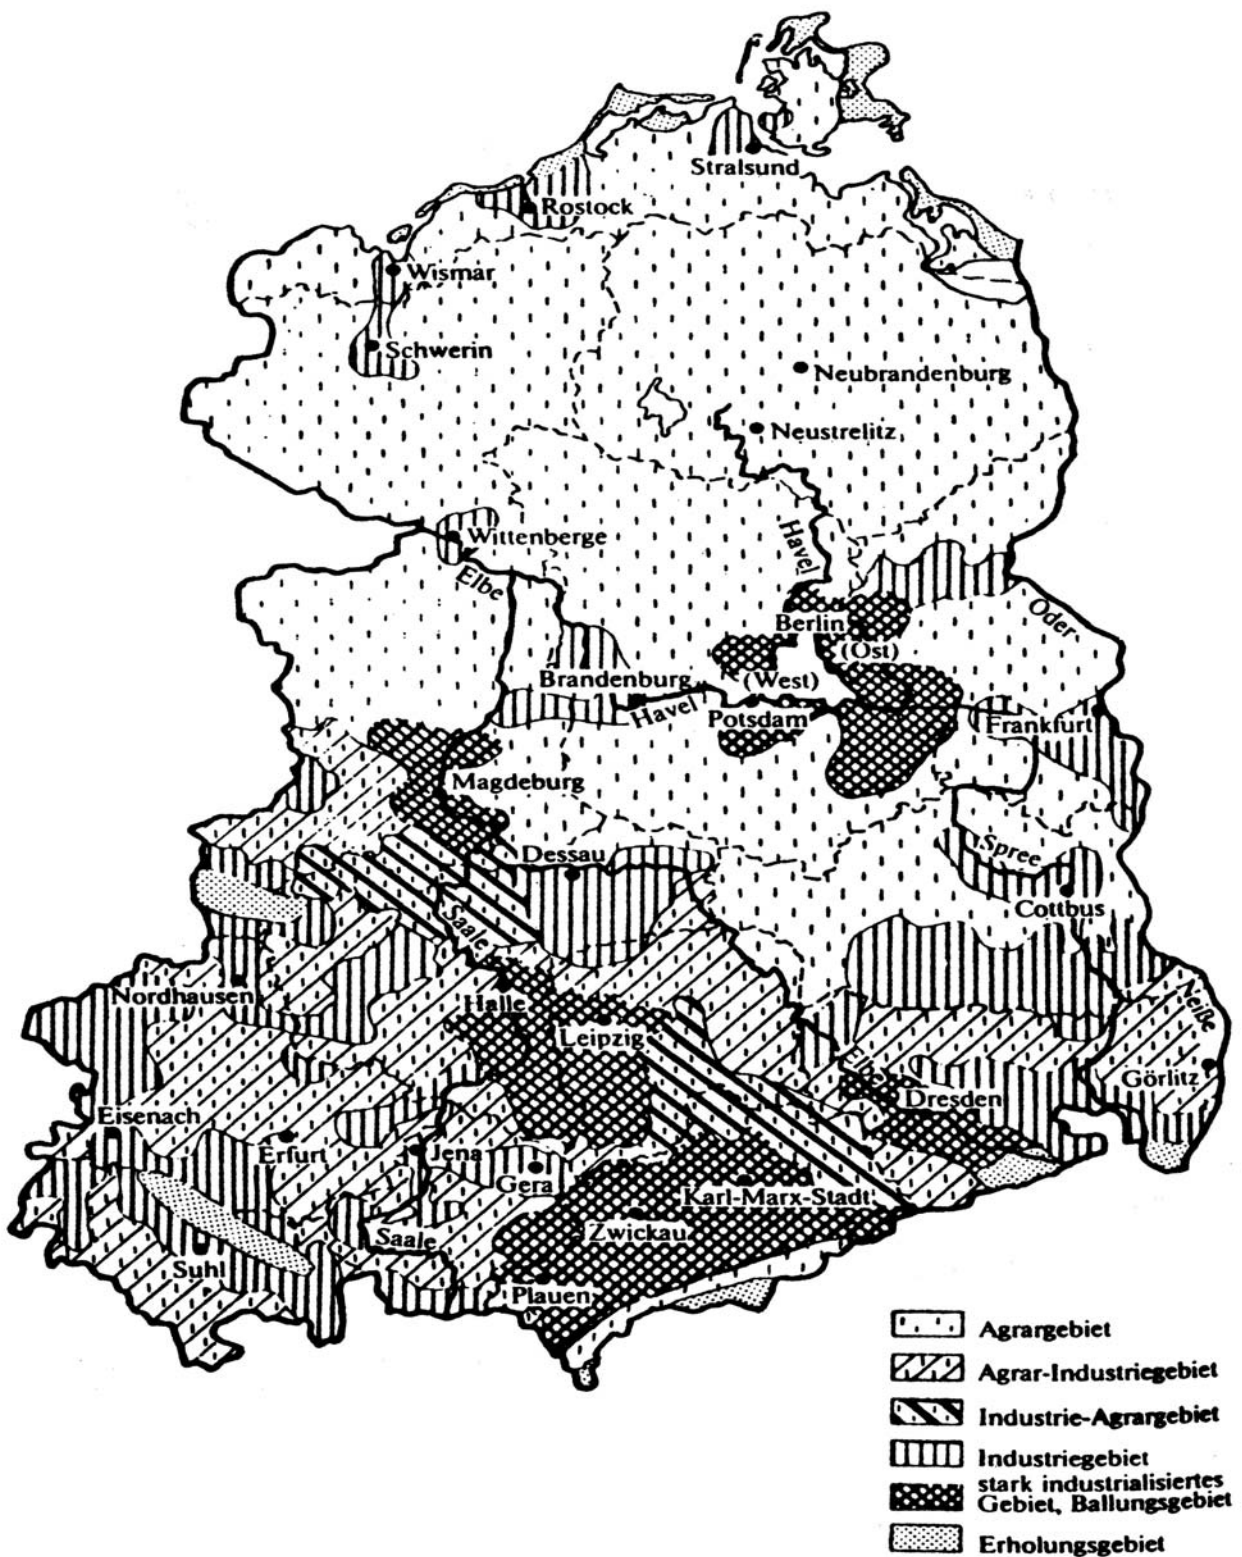 Stralsund
Rostock
Wismar
Schwerin
Neubrandenburg
Neustrelitz
Wittenberge
Elbe
Havel
Oder
Berlin
(Ost)
(West)
Brandenburg
Havel
Potsdam
Frankfurt
Magdeburg
Dessau
Spree
Cottbus
Saale
Nordhausen
Halle
Leipzig
Neiße
Elbe
Görlitz
Dresden
Eisenach
Erfurt
Jena
Gera
Karl-Marx-Stadt
Zwickau
Saale
Suhl
Plauen
Agrargebiet
Agrar-Industriegebiet
Industrie-Agrargebiet
Industriegebiet
stark industrialisiertes
Gebiet, Ballungsgebiet
Erholungsgebiet